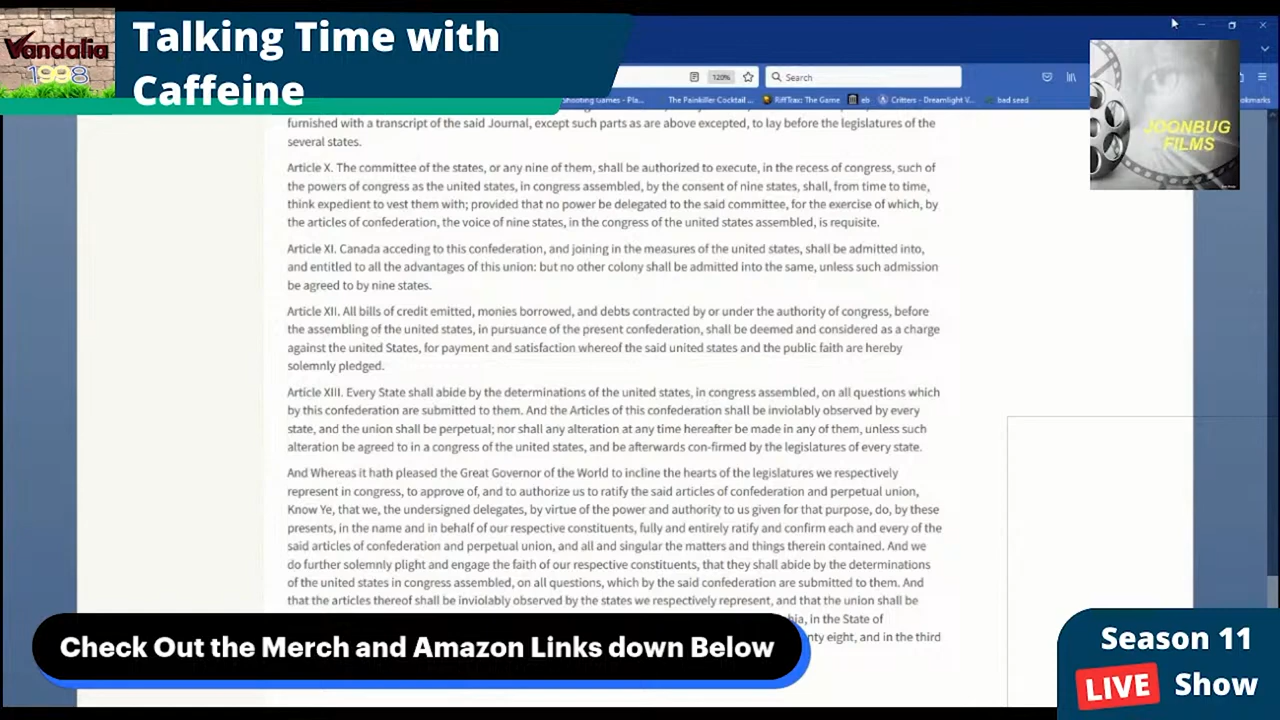 Vandalia
1998
Talking Time with
Caffeine
120%
Search
Shooting Games - Pla...
The Painkiller Cocktail ...
RiffTrax: The Game
eb
Critters - Dreamlight V...
bad seed
okmarks
JOONBUG
FILMS
furnished with a transcript of the said Journal, except such parts as are above excepted, to lay before the legislatures of the
several states.
Article X. The committee of the states, or any nine of them, shall be authorized to execute, in the recess of congress, such of
the powers of congress as the united states, in congress assembled, by the consent of nine states, shall, from time to time,
think expedient to vest them with; provided that no power be delegated to the said committee, for the exercise of which, by
the articles of confederation, the voice of nine states, in the congress of the united states assembled, is requisite.
Article XI. Canada acceding to this confederation, and joining in the measures of the united states, shall be admitted into,
and entitled to all the advantages of this union: but no other colony shall be admitted into the same, unless such admission
be agreed to by nine states.
Article XII. All bills of credit emitted, monies borrowed, and debts contracted by or under the authority of congress, before
the assembling of the united states, in pursuance of the present confederation, shall be deemed and considered as a charge
against the united States, for payment and satisfaction whereof the said united states and the public faith are hereby
solemnly pledged.
Article XIII. Every State shall abide by the determinations of the united states, in congress assembled, on all questions which
by this confederation are submitted to them. And the Articles of this confederation shall be inviolably observed by every
state, and the union shall be perpetual; nor shall any alteration at any time hereafter be made in any of them, unless such
alteration be agreed to in a congress of the united states, and be afterwards con-firmed by the legislatures of every state.
And Whereas it hath pleased the Great Governor of the World to incline the hearts of the legislatures we respectively
represent in congress, to approve of, and to authorize us to ratify the said articles of confederation and perpetual union,
Know Ye, that we, the undersigned delegates, by virtue of the power and authority to us given for that purpose, do, by these
presents, in the name and in behalf of our respective constituents, fully and entirely ratify and confirm each and every of the
said articles of confederation and perpetual union, and all and singular the matters and things therein contained. And we
do further solemnly plight and engage the faith of our respective constituents, that they shall abide by the determinations
of the united states in congress assembled, on all questions, which by the said confederation are submitted to them. And
that the articles thereof shall be inviolably observed by the states we respectively represent, and that the union shall be
hia, in the State of
nty eight, and in the third
Check Out the Merch and Amazon Links down Below
Season 11
LIVE Show